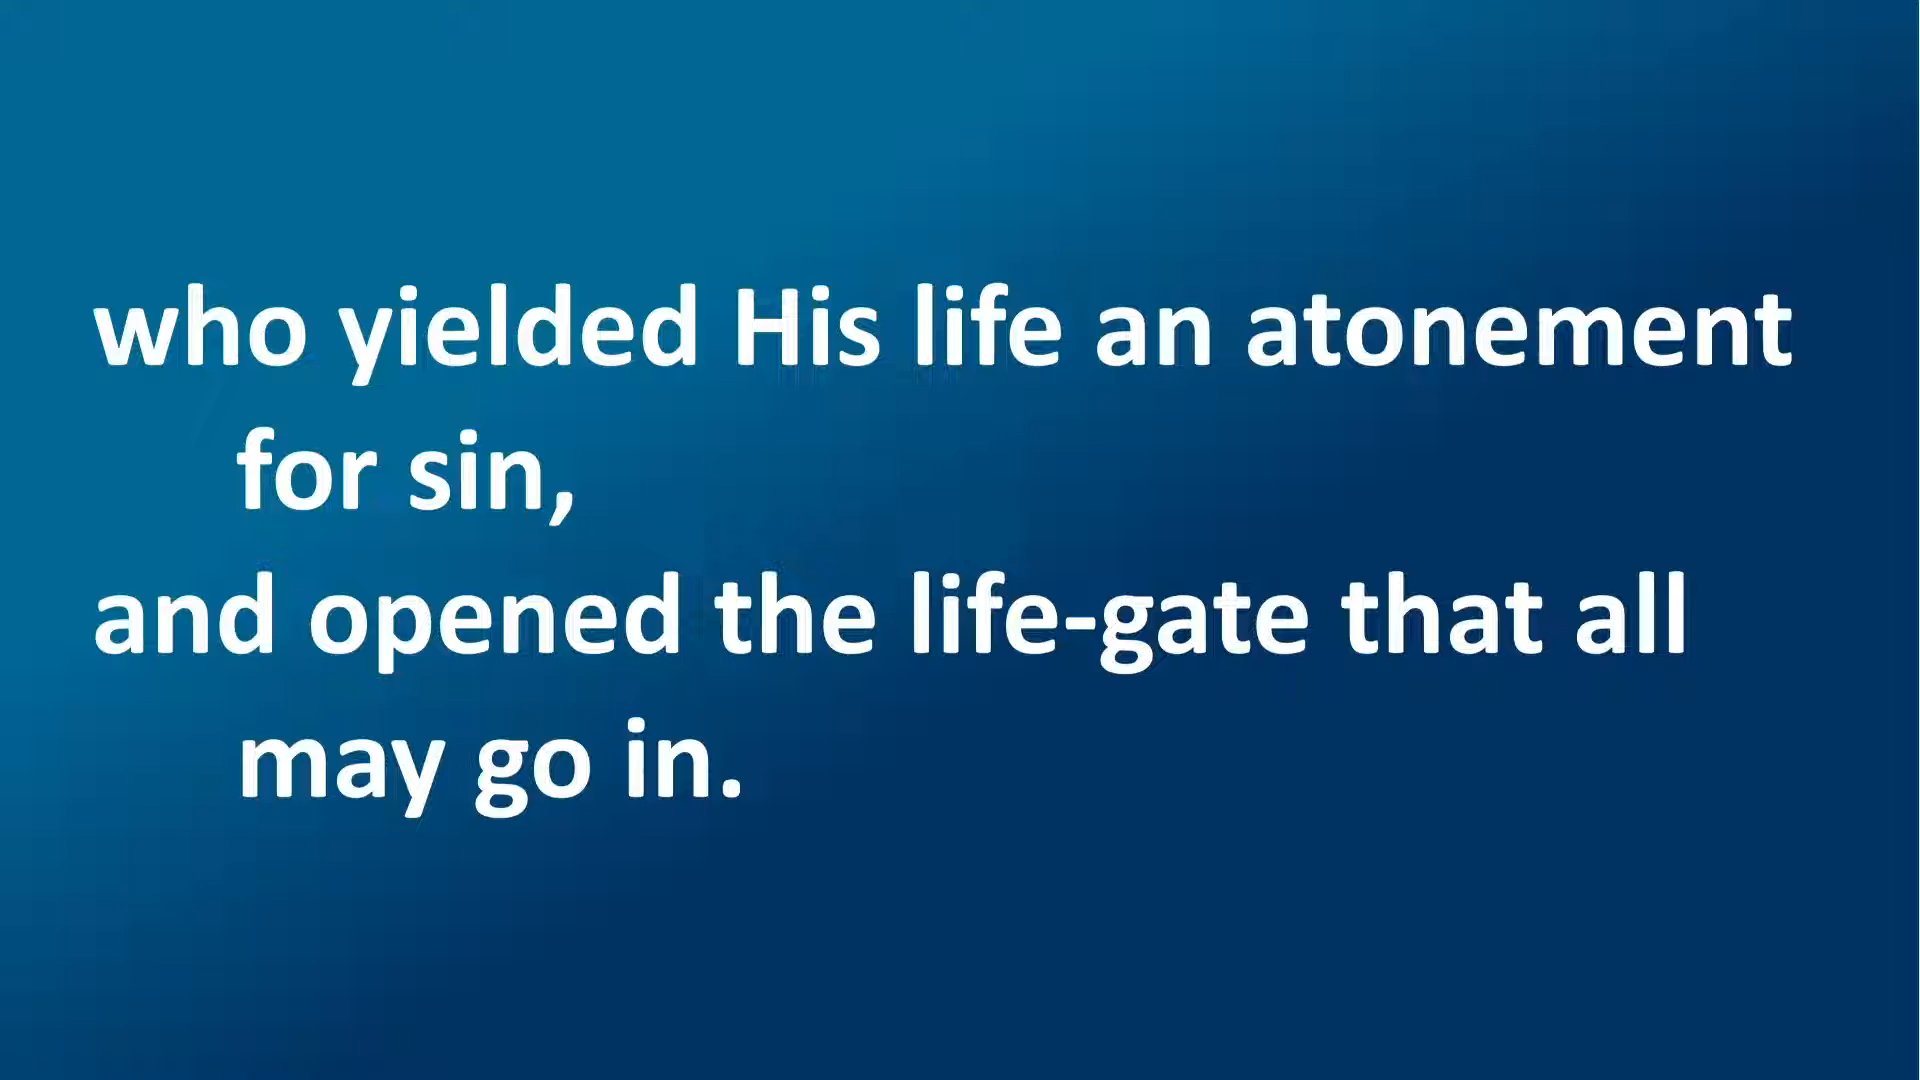 who yielded His life an atonement
for sin,
and opened the life-gate that all
may go in.